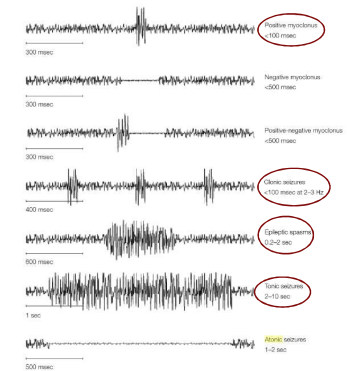 Positive myoclonus
<100 msec
300 msec
Negative myoclonus
<500 msec
300 msec
Positive-negative myoclonus
<500 msec
300 msec
Clonic seizures
<100 msec at 2–3 Hz
400 msec
Epileptic spasms
0.2–2 sec
600 msec
Tonic seizures
2–10 sec
1 sec
Atonic seizures
1–2 sec
500 msec